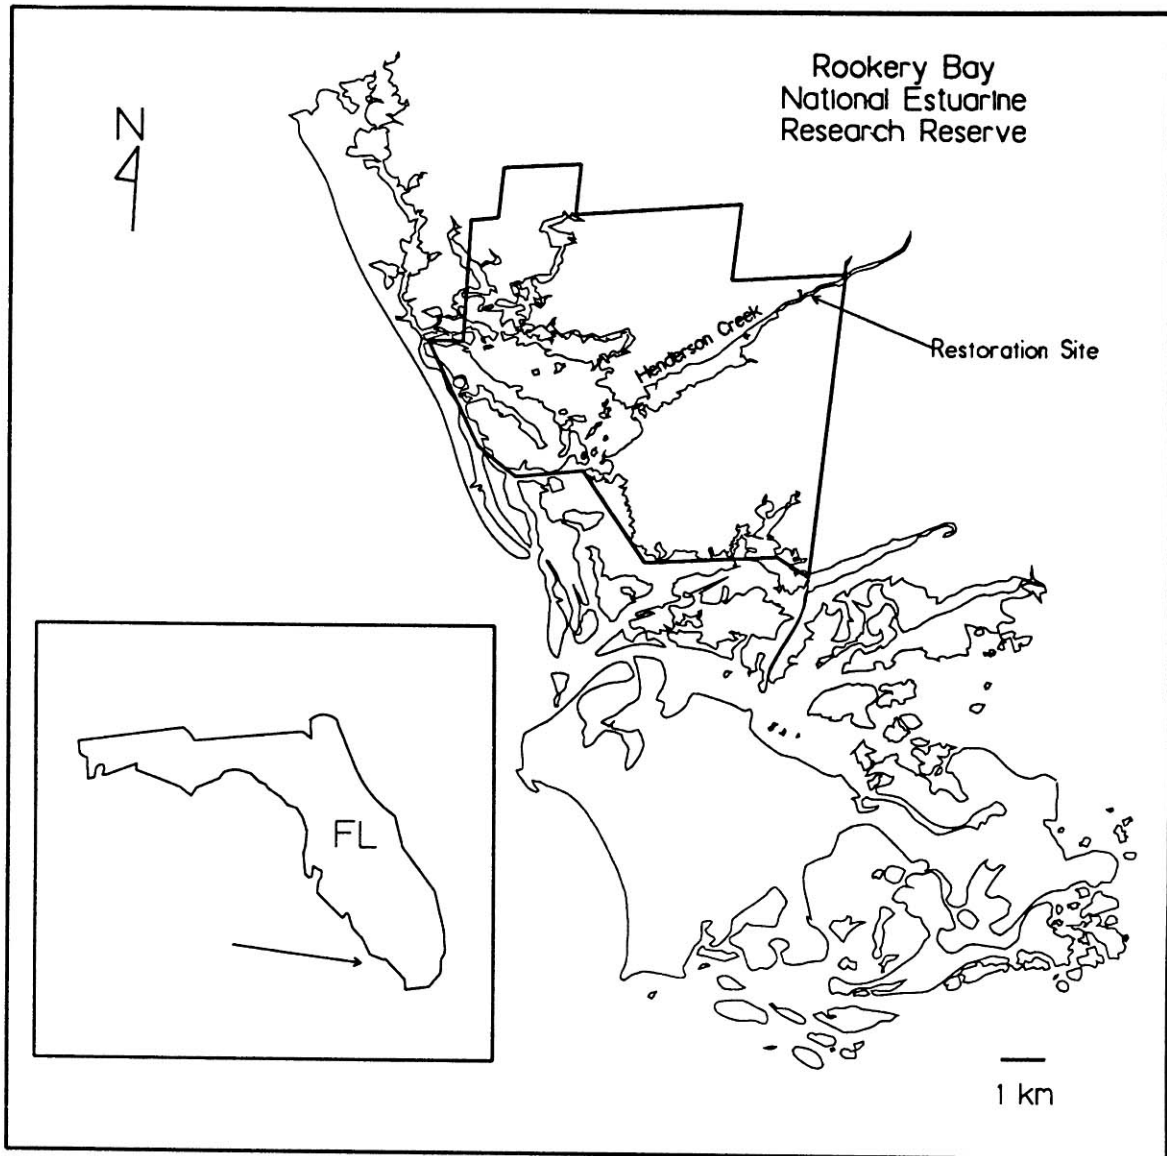 Rookery Bay
National Estuarine
Research Reserve
N
Henderson Creek
Restoration Site
FL
1 km